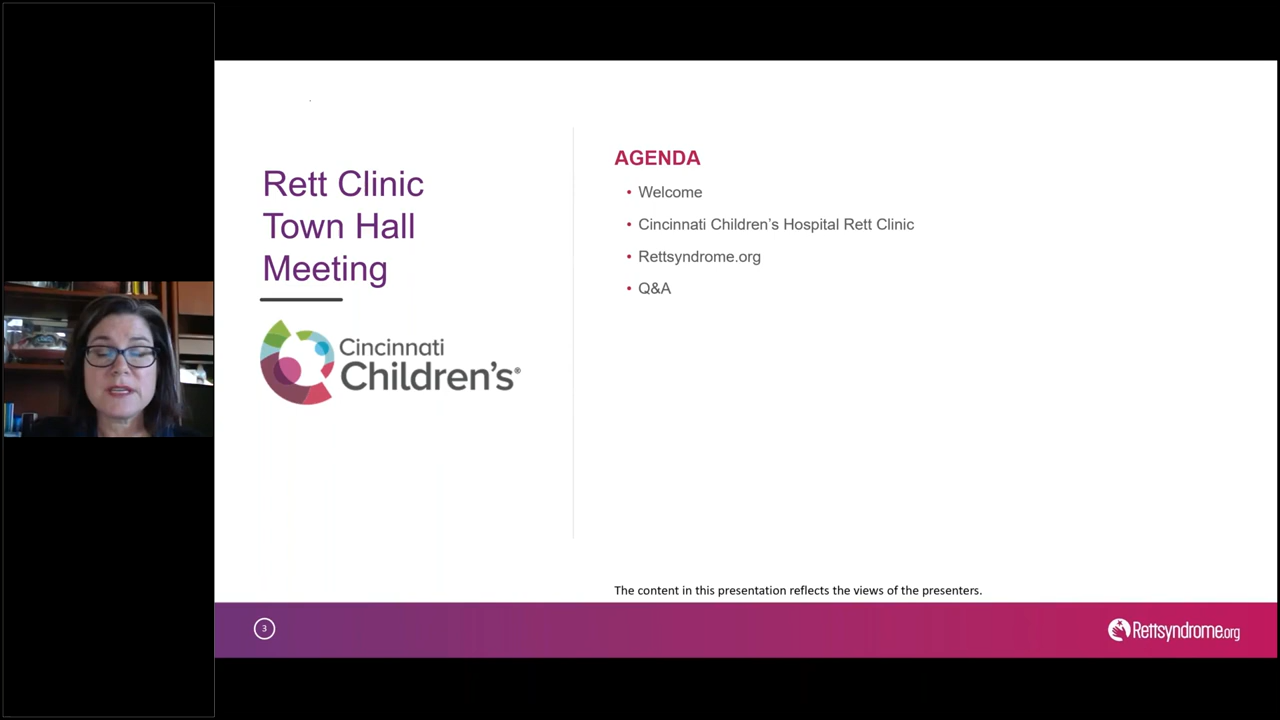 Rett Clinic
Town Hall
Meeting
Cincinnati
Children's®
AGENDA
• Welcome
• Cincinnati Children’s Hospital Rett Clinic
• Rettsyndrome.org
• Q&A
The content in this presentation reflects the views of the presenters.
3
Rettsyndrome.org